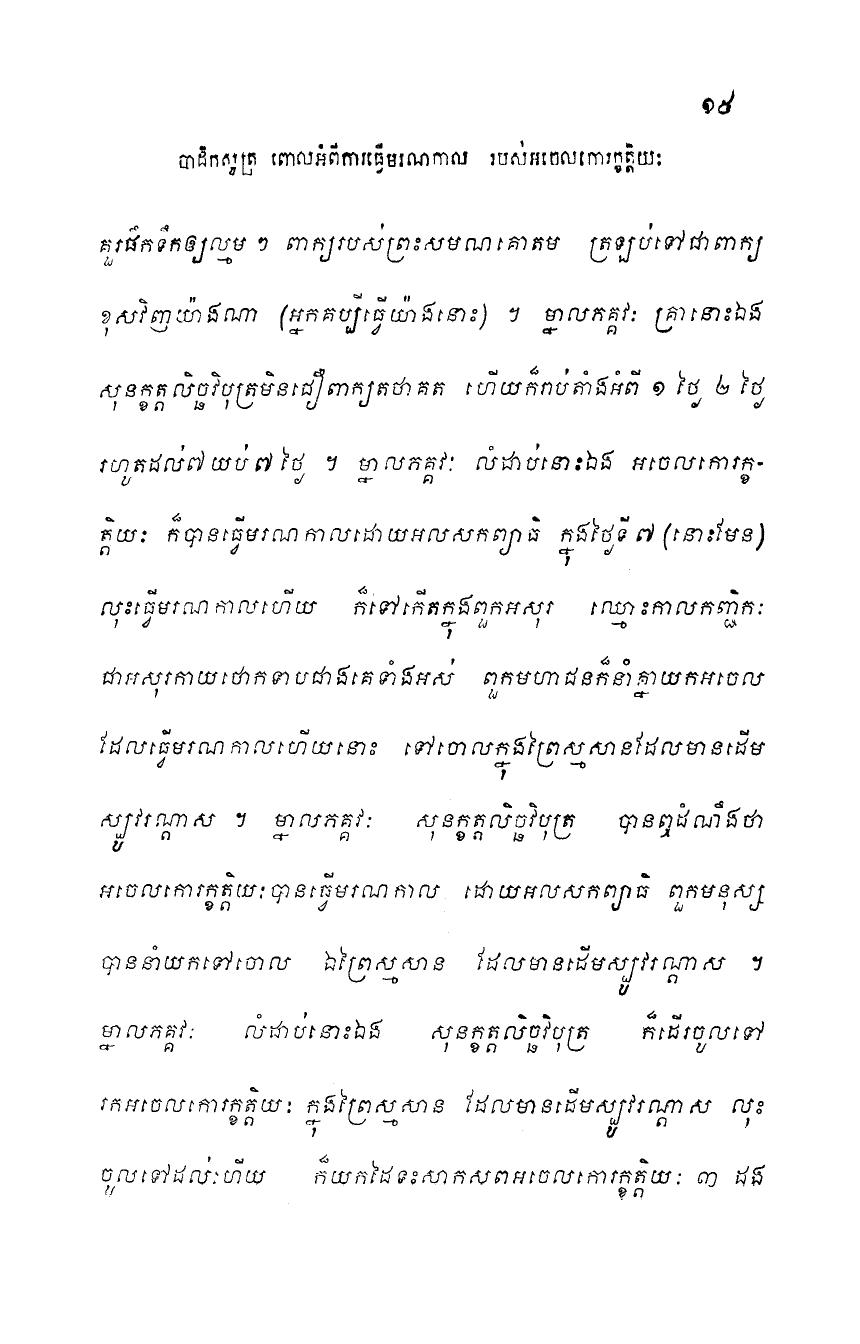 ១៩
បាដិកសូត្រ ពោលអំពីការធ្វើមរណកាល របស់អចេលកោរក្ខត្តិយៈ
គួរផឹកទឹកឲ្យល្មម ៗ ពាក្យរបស់ព្រះសមណគោតម ត្រឡប់ទៅជាពាក្យ
ខុសវិញយ៉ាងណា (អ្នកគប្បីធ្វើយ៉ាងនោះ) ។ ម្នាលភគ្គវៈ គ្រានោះឯង
សុនក្ខត្តលិច្ឆវិបុត្រមិនជឿពាក្យតថាគត ហើយក៏រាប់តាំងអំពី ១ ថ្ងៃ ២ ថ្ងៃ
រហូតដល់៧ យប់ ៧ ថ្ងៃ ។ ម្នាលភគ្គវៈ លំដាប់នោះឯង អចេលកោរក្ខ-
ត្តិយៈ ក៏បានធ្វើមរណកាលដោយអលសកព្យាធិ ក្នុងថ្ងៃទី ៧ (នោះមែន)
លុះធ្វើមរណកាលហើយ ក៏ទៅកើតក្នុងពួកអសុរ ឈ្មោះកាលកញ្ជិកៈ
ជាអសុរកាយថោកទាបជាងគេទាំងអស់ ពួកមហាជនក៏នាំគ្នាយកអចេល
ដែលធ្វើមរណកាលហើយនោះ ទៅចោលក្នុងព្រៃស្មសានដែលមានដើម
ស្បូវវណ្តាស ។ ម្នាលភគ្គវៈ សុនក្ខត្តលិច្ឆវិបុត្រ បានឮដំណឹងថា
អចេលកោរក្ខត្តិយៈបានធ្វើមរណកាល ដោយអលសកព្យាធិ ពួកមនុស្ស
បាននាំយកទៅចោល ឯព្រៃស្មសាន ដែលមានដើមស្បូវវណ្តាស ។
ម្នាលភគ្គវៈ លំដាប់នោះឯង សុនក្ខត្តលិច្ឆវិបុត្រ ក៏ដើរចូលទៅ
រកអចេលកោរក្ខត្តិយៈ ក្នុងព្រៃស្មសាន ដែលមានដើមស្បូវវណ្តាស លុះ
ចូលទៅដល់ហើយ ក៏យកដៃទះសាកសពអចេលកោរក្ខត្តិយៈ ៣ ដង